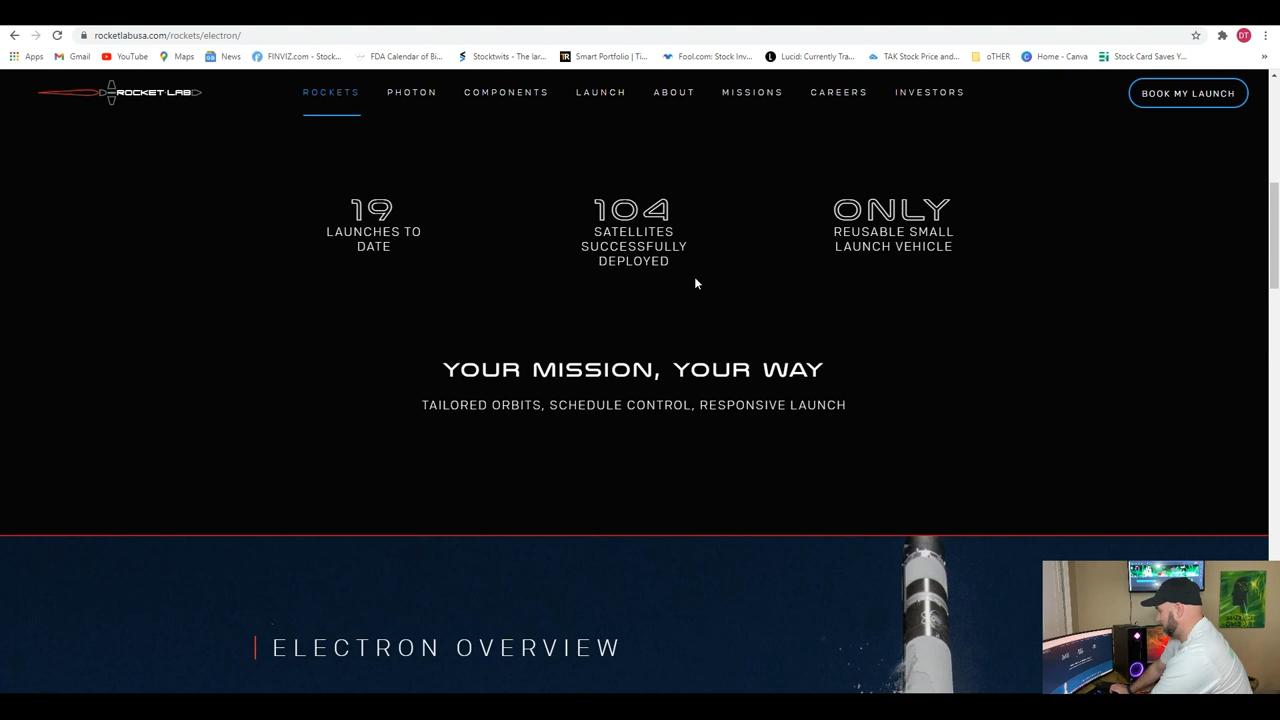 rocketlabusa.com/rockets/electron/
DT
Apps Gmail YouTube Maps News FINVIZ.com - Stock... FDA Calendar of Bi... Stocktwits - The lar... Smart Portfolio | Ti... Fool.com: Stock Inv... Lucid: Currently Tra... TAK Stock Price and... oTHER Home - Canva Stock Card Saves Y... »
ROCKET LAB
ROCKETS PHOTON COMPONENTS LAUNCH ABOUT MISSIONS CAREERS INVESTORS BOOK MY LAUNCH
19
LAUNCHES TO
DATE
104
SATELLITES
SUCCESSFULLY
DEPLOYED
ONLY
REUSABLE SMALL
LAUNCH VEHICLE
YOUR MISSION, YOUR WAY
TAILORED ORBITS, SCHEDULE CONTROL, RESPONSIVE LAUNCH
ELECTRON OVERVIEW